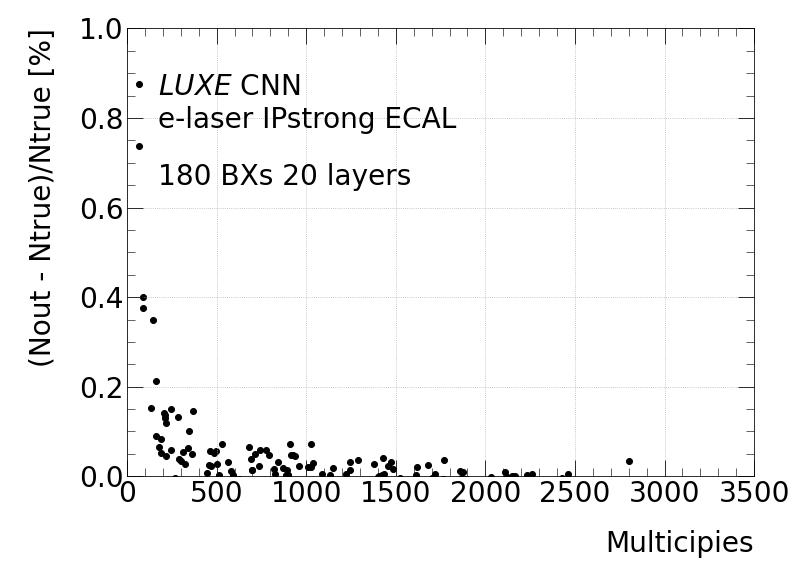 1.0
(Nout - Ntrue)/Ntrue [%]
LUXE CNN
0.8
e-laser IPstrong ECAL
180 BXs 20 layers
0.6
0.4
0.2
0.0
0 500 1000 1500 2000 2500 3000 3500
Multicipies